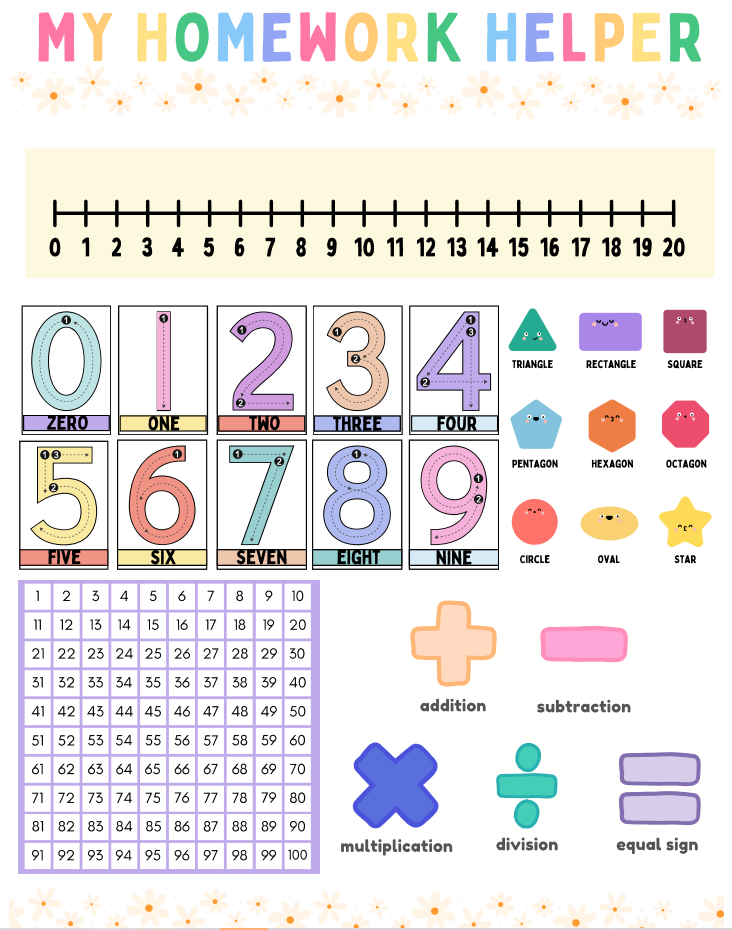 MY HOMEWORK HELPER
0 1 2 3 4 5 6 7 8 9 10 11 12 13 14 15 16 17 18 19 20
0 1 2 3 4
ZERO ONE TWO THREE FOUR
TRIANGLE RECTANGLE SQUARE
PENTAGON HEXAGON OCTAGON
5 6 7 8 9
FIVE SIX SEVEN EIGHT NINE
CIRCLE OVAL STAR
1 2 3 4 5 6 7 8 9 10
11 12 13 14 15 16 17 18 19 20
21 22 23 24 25 26 27 28 29 30
31 32 33 34 35 36 37 38 39 40
41 42 43 44 45 46 47 48 49 50
51 52 53 54 55 56 57 58 59 60
61 62 63 64 65 66 67 68 69 70
71 72 73 74 75 76 77 78 79 80
81 82 83 84 85 86 87 88 89 90
91 92 93 94 95 96 97 98 99 100
addition subtraction
multiplication division equal sign